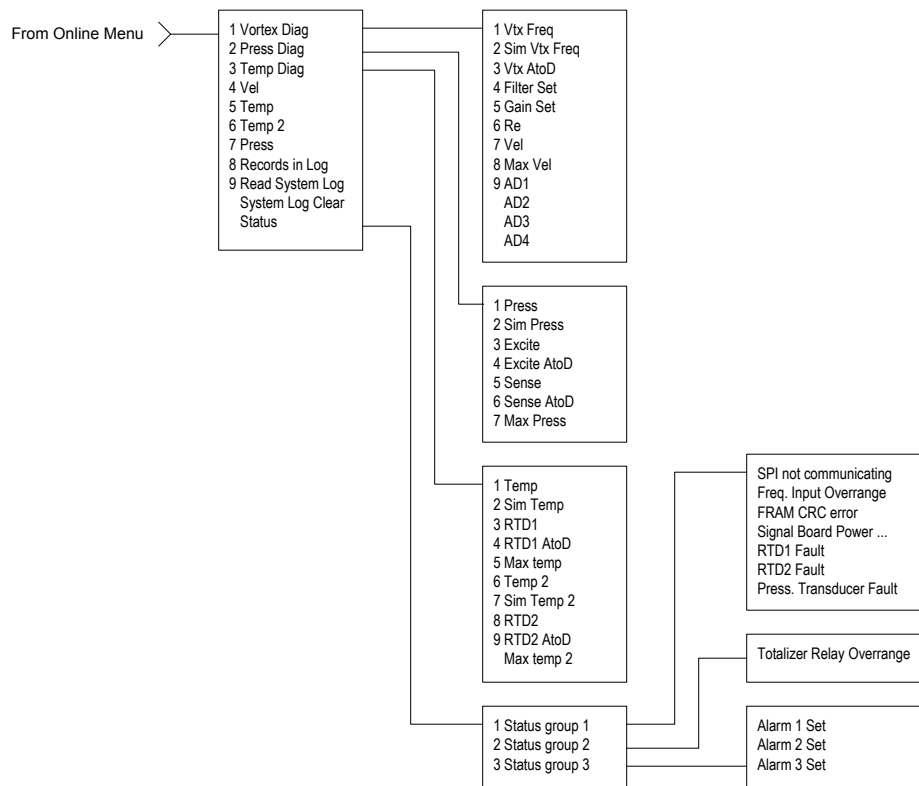 From Online Menu
1 Vortex Diag
2 Press Diag
3 Temp Diag
4 Vel
5 Temp
6 Temp 2
7 Press
8 Records in Log
9 Read System Log
System Log Clear
Status
1 Vtx Freq
2 Sim Vtx Freq
3 Vtx AtoD
4 Filter Set
5 Gain Set
6 Re
7 Vel
8 Max Vel
9 AD1
AD2
AD3
AD4
1 Press
2 Sim Press
3 Excite
4 Excite AtoD
5 Sense
6 Sense AtoD
7 Max Press
1 Temp
2 Sim Temp
3 RTD1
4 RTD1 AtoD
5 Max temp
6 Temp 2
7 Sim Temp 2
8 RTD2
9 RTD2 AtoD
Max temp 2
1 Status group 1
2 Status group 2
3 Status group 3
SPI not communicating
Freq. Input Overrange
FRAM CRC error
Signal Board Power ...
RTD1 Fault
RTD2 Fault
Press. Transducer Fault
Totalizer Relay Overrange
Alarm 1 Set
Alarm 2 Set
Alarm 3 Set